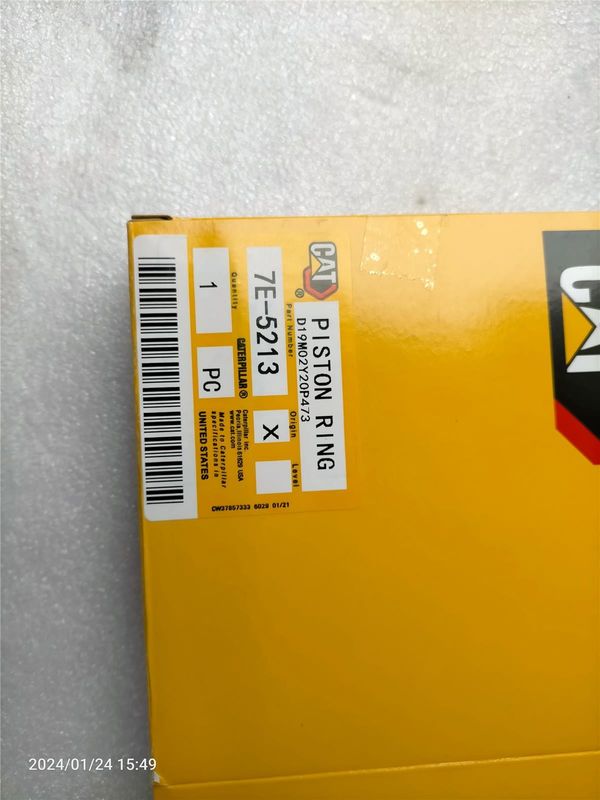 CAT®
PISTON RING
D19M02Y20P473
Part Number
Origin
Level
7E-5213
X
Quantity
CATERPILLAR®
1
PC
Caterpillar Inc.
Peoria, Illinois 61629 USA
www.cat.com
Made to Caterpillar
specifications in
UNITED STATES
CW37857333 6028 01/21
CAT
2024/01/24 15:49